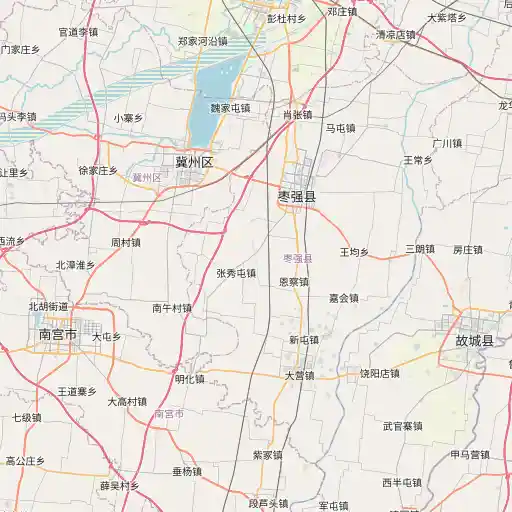 邓庄镇
彭杜村乡
大紫塔乡
官道李镇
郑家河沿镇
清凉店镇
门家庄乡
魏家屯镇
小寨乡
肖张镇
码头李镇
马屯镇
广川镇
冀州区
王常乡
徐家庄乡
让里乡
冀州区
枣强县
周村镇
王均乡
三朗镇
房庄镇
枣强县
北漳淮乡
张秀屯镇
恩察镇
嘉会镇
北胡街道
南午村镇
南宫市
大屯乡
新屯镇
故城县
明化镇
大营镇
饶阳店镇
王道寨乡
大高村镇
南宫市
七级镇
武官寨镇
紫冢镇
甲马营镇
高公庄乡
垂杨镇
薛吴村乡
西半屯镇
段芦头镇
军屯镇